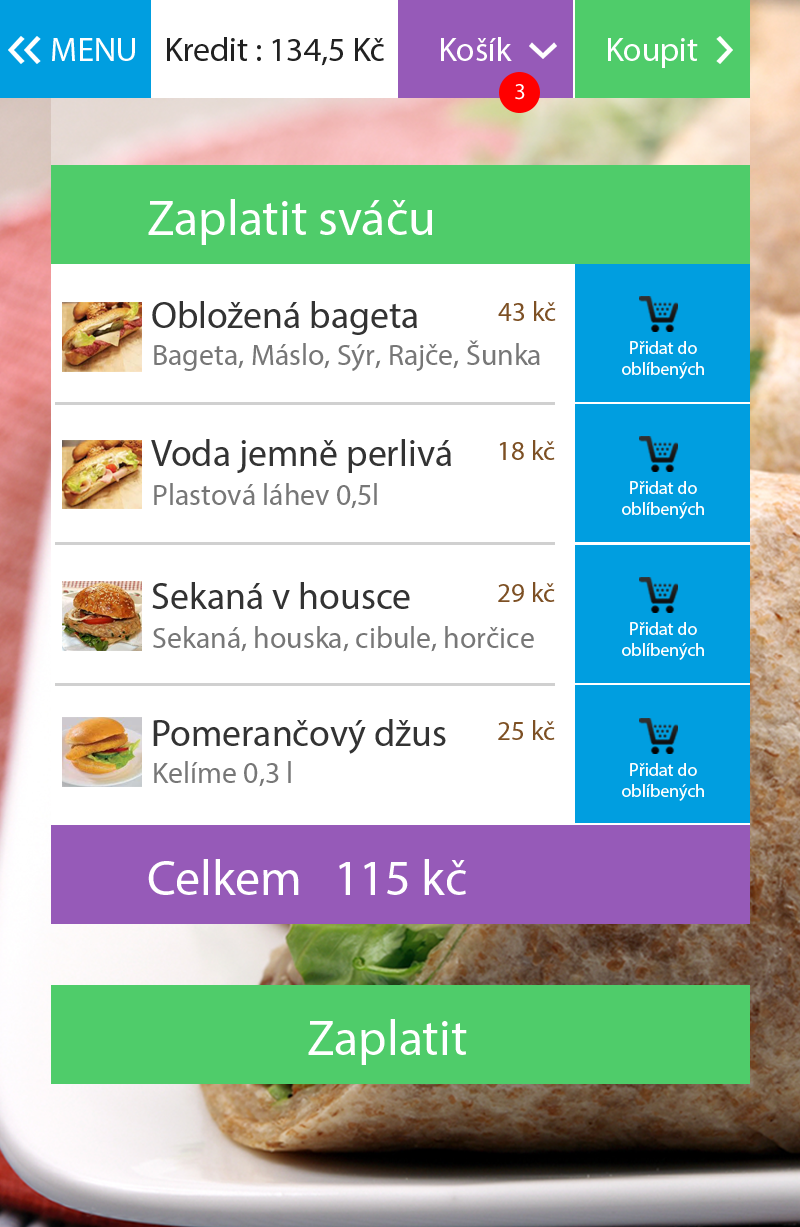 MENU Kredit : 134,5 Kč Košík Koupit
3
Zaplatit sváču
Obložená bageta 43 kč
Bageta, Máslo, Sýr, Rajče, Šunka
Přidat do
oblíbených
Voda jemně perlivá 18 kč
Plastová láhev 0,5l
Přidat do
oblíbených
Sekaná v housce 29 kč
Sekaná, houska, cibule, horčice
Přidat do
oblíbených
Pomerančový džus 25 kč
Kelíme 0,3 l
Přidat do
oblíbených
Celkem 115 kč
Zaplatit